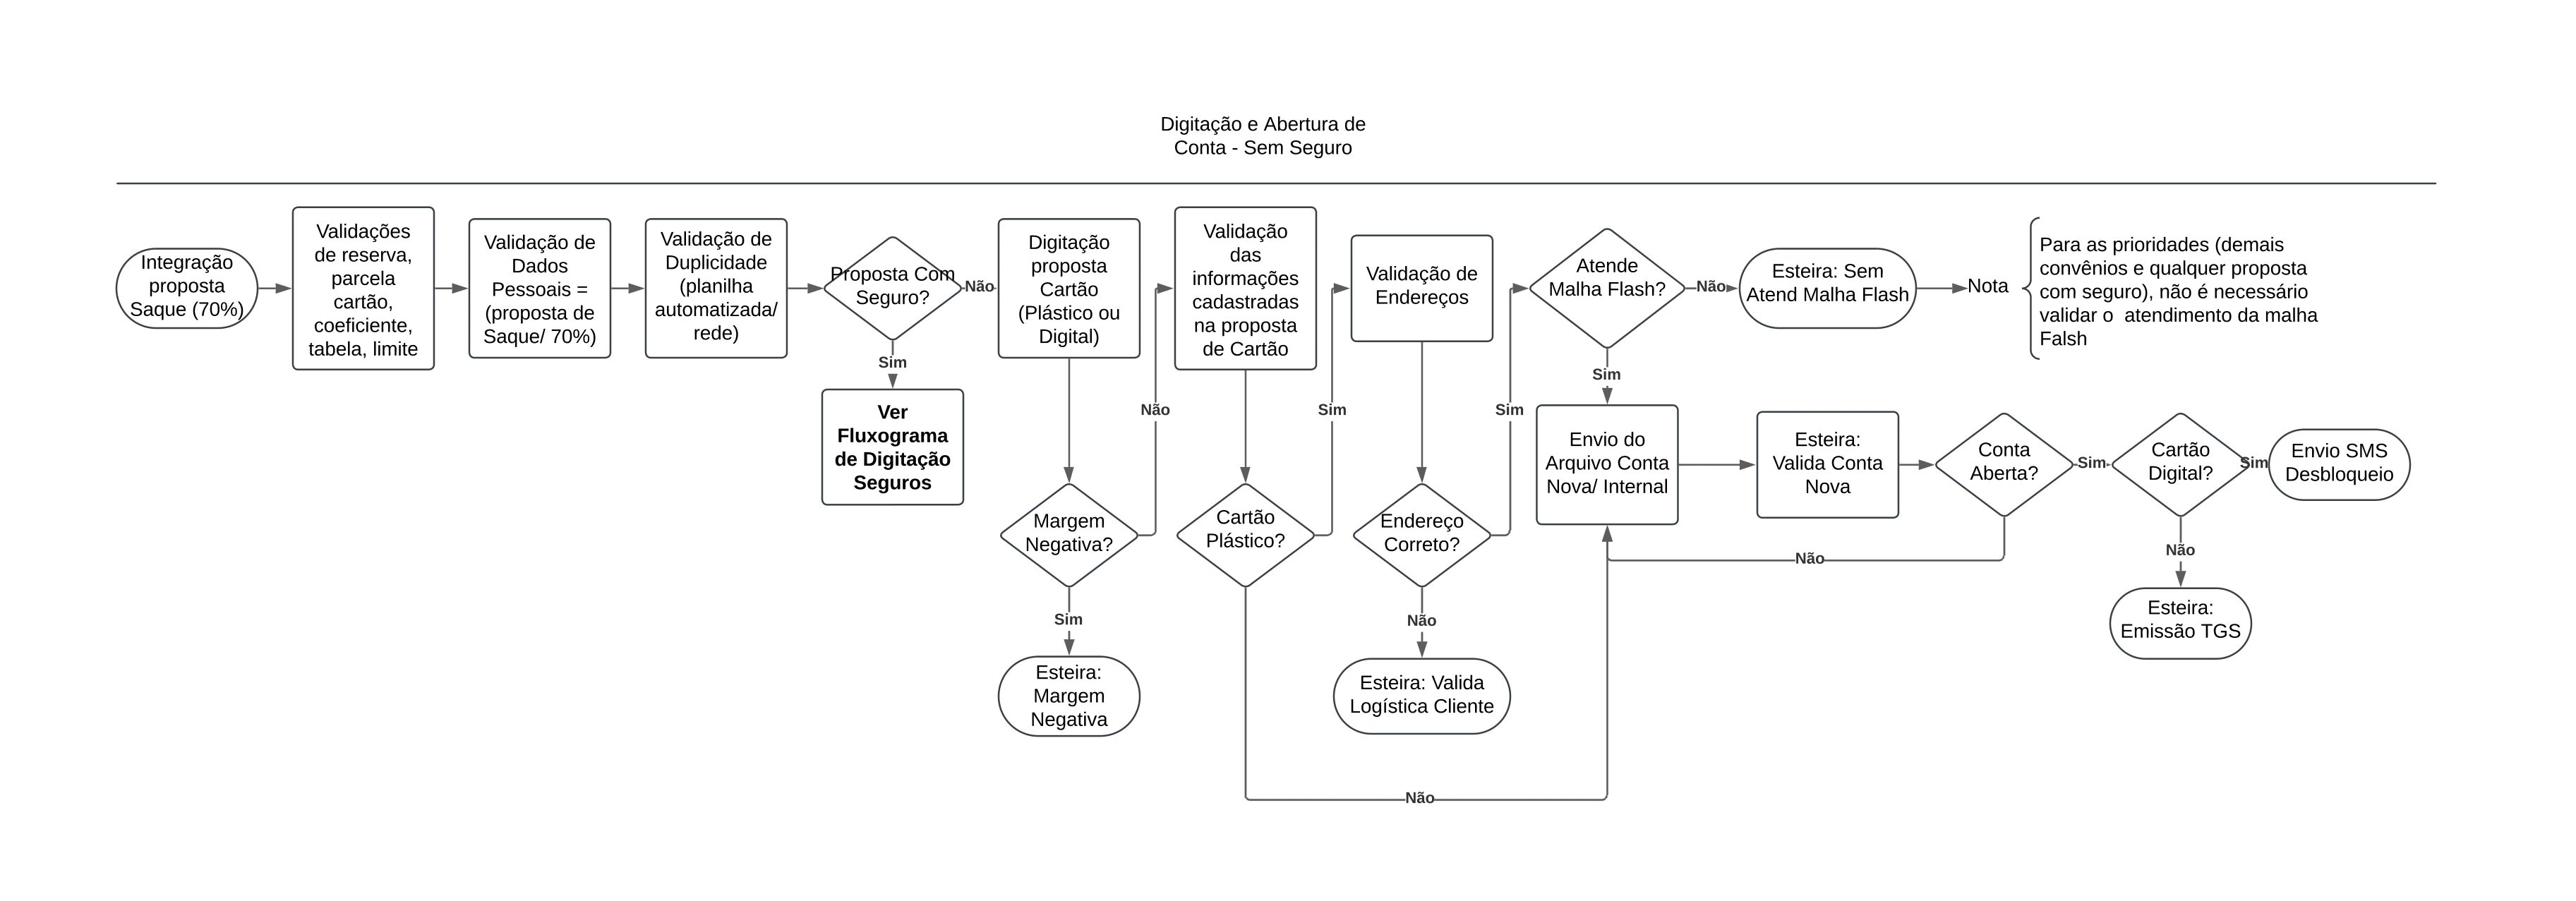 Digitação e Abertura de
Conta - Sem Seguro
Integração
proposta
Saque (70%)
Validações
de reserva,
parcela
cartão,
coeficiente,
tabela, limite
Validação de
Dados
Pessoais =
(proposta de
Saque/ 70%)
Validação de
Duplicidade
(planilha
automatizada/
rede)
Proposta Com
Seguro?
Não
Sim
Ver
Fluxograma
de Digitação
Seguros
Digitação
proposta
Cartão
(Plástico ou
Digital)
Margem
Negativa?
Não
Sim
Esteira:
Margem
Negativa
Validação
das
informações
cadastradas
na proposta
de Cartão
Cartão
Plástico?
Sim
Não
Validação de
Endereços
Endereço
Correto?
Sim
Não
Esteira: Valida
Logística Cliente
Atende
Malha Flash?
Não
Esteira: Sem
Atend Malha Flash
Nota
Para as prioridades (demais
convênios e qualquer proposta
com seguro), não é necessário
validar o  atendimento da malha
Falsh
Sim
Envio do
Arquivo Conta
Nova/ Internal
Esteira:
Valida Conta
Nova
Conta
Aberta?
Não
Sim
Cartão
Digital?
Sim
Envio SMS
Desbloqueio
Não
Esteira:
Emissão TGS